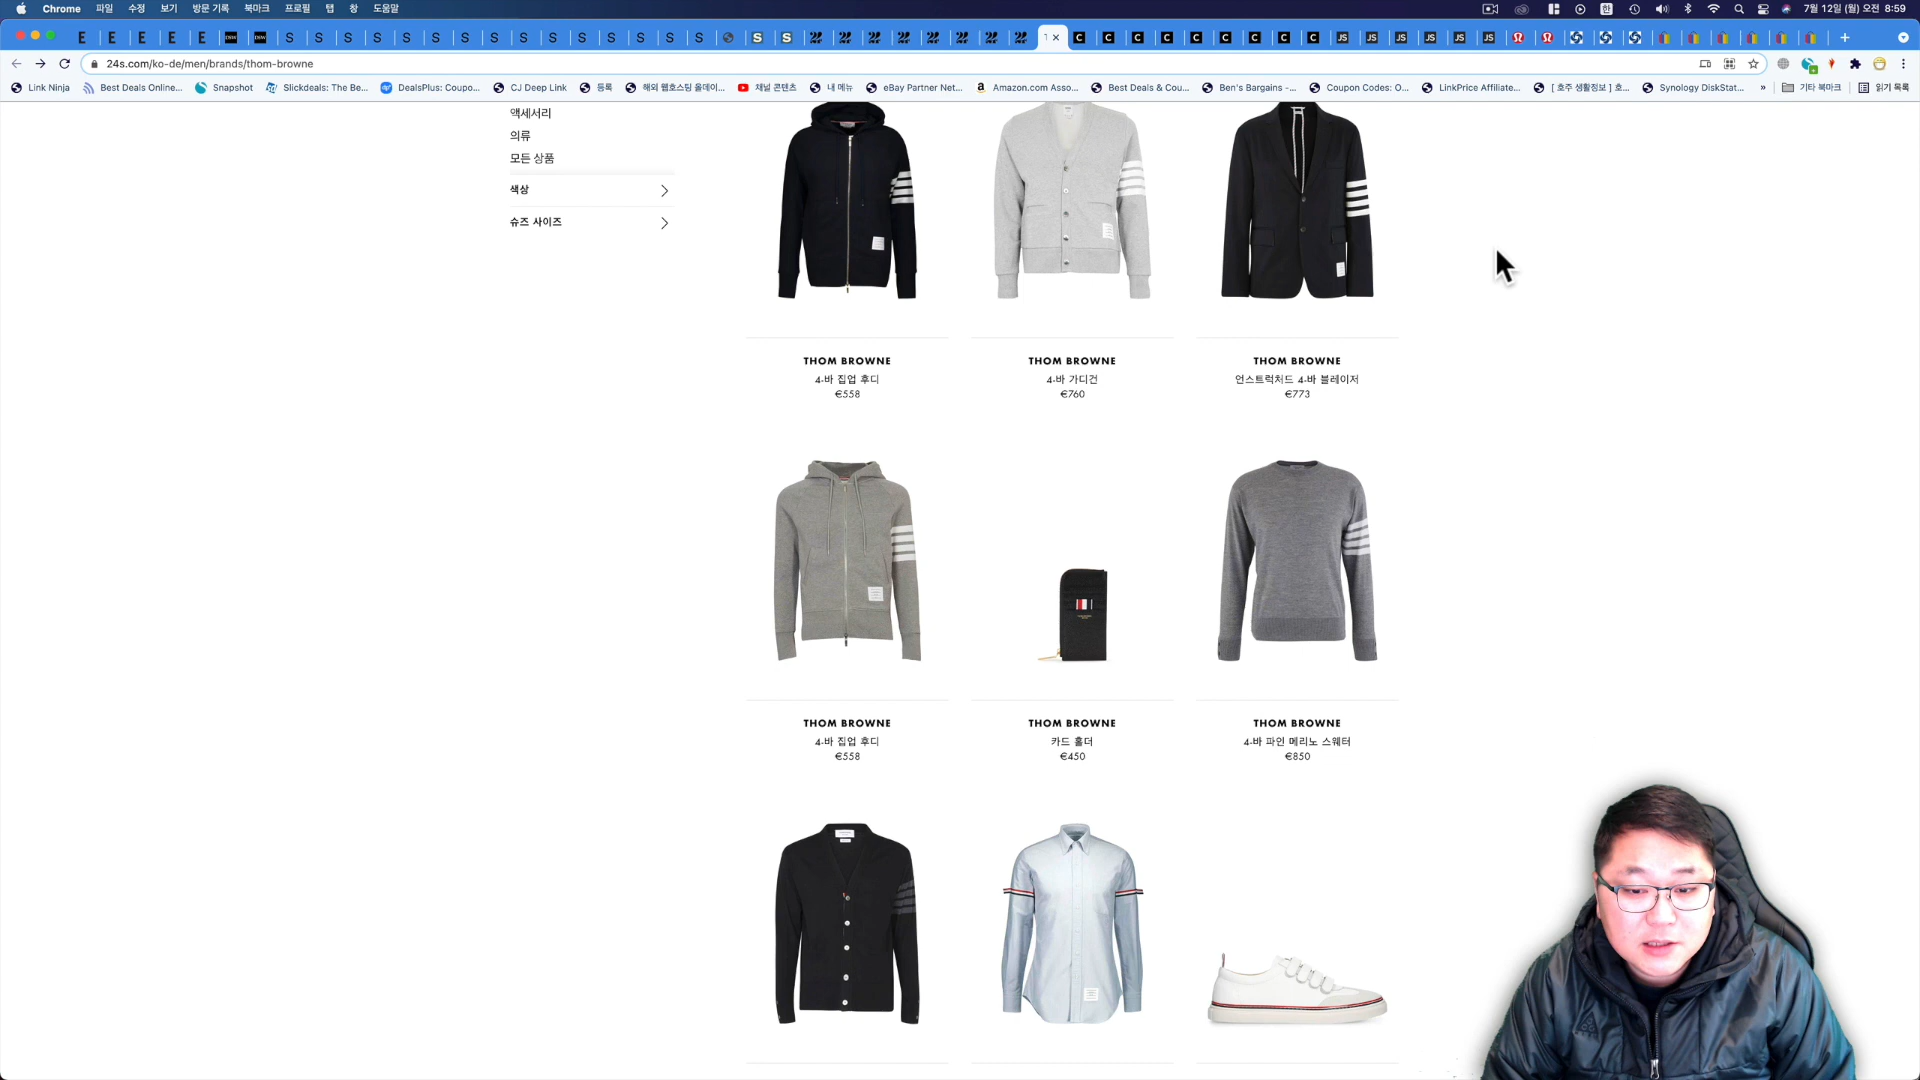 Chrome 파일 수정 보기 방문 기록 북마크 프로필 탭 창 도움말 한 7월 12일 (월) 오전 8:59
24s.com/ko-de/men/brands/thom-browne
Link Ninja Best Deals Online... Snapshot Slickdeals: The Be... DealsPlus: Coupo... CJ Deep Link 등록 해외 웹호스팅 올데이... 채널 콘텐츠 내 메뉴 eBay Partner Net... Amazon.com Asso... Best Deals & Cou... Ben's Bargains -... Coupon Codes: O... LinkPrice Affiliate... [ 호주 생활정보 ] 호... Synology DiskStat... » 기타 북마크 읽기 목록
액세서리
의류
모든 상품
색상
슈즈 사이즈
THOM BROWNE
4-바 집업 후디
€558
THOM BROWNE
4-바 가디건
€760
THOM BROWNE
언스트럭처드 4-바 블레이저
€773
THOM BROWNE
4-바 집업 후디
€558
THOM BROWNE
카드 홀더
€450
THOM BROWNE
4-바 파인 메리노 스웨터
€850